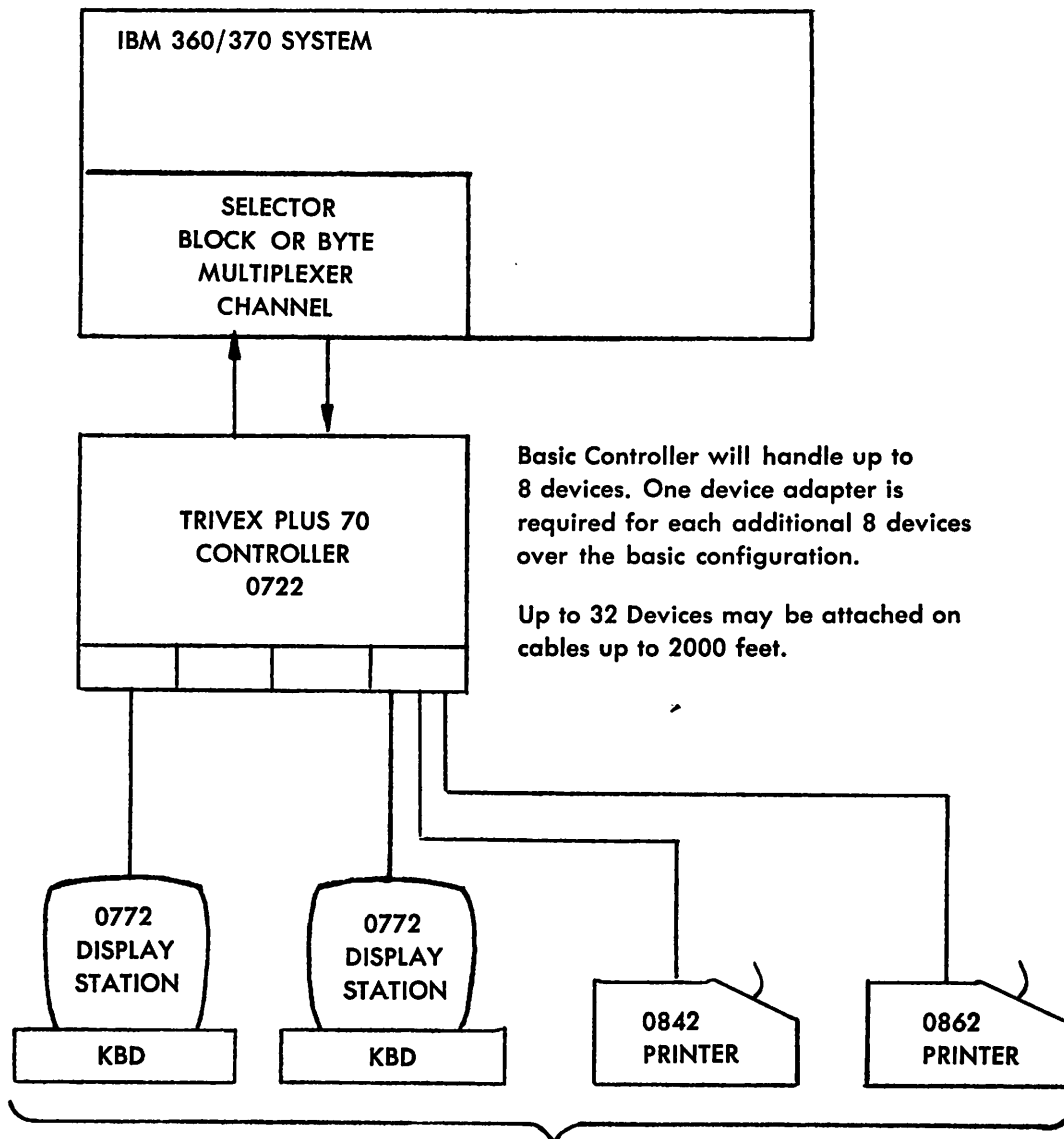 IBM 360/370 SYSTEM
SELECTOR
BLOCK OR BYTE
MULTIPLEXER
CHANNEL
TRIVEX PLUS 70
CONTROLLER
0722
Basic Controller will handle up to
8 devices. One device adapter is
required for each additional 8 devices
over the basic configuration.
Up to 32 Devices may be attached on
cables up to 2000 feet.
0772
DISPLAY
STATION
KBD
0772
DISPLAY
STATION
KBD
0842
PRINTER
0862
PRINTER